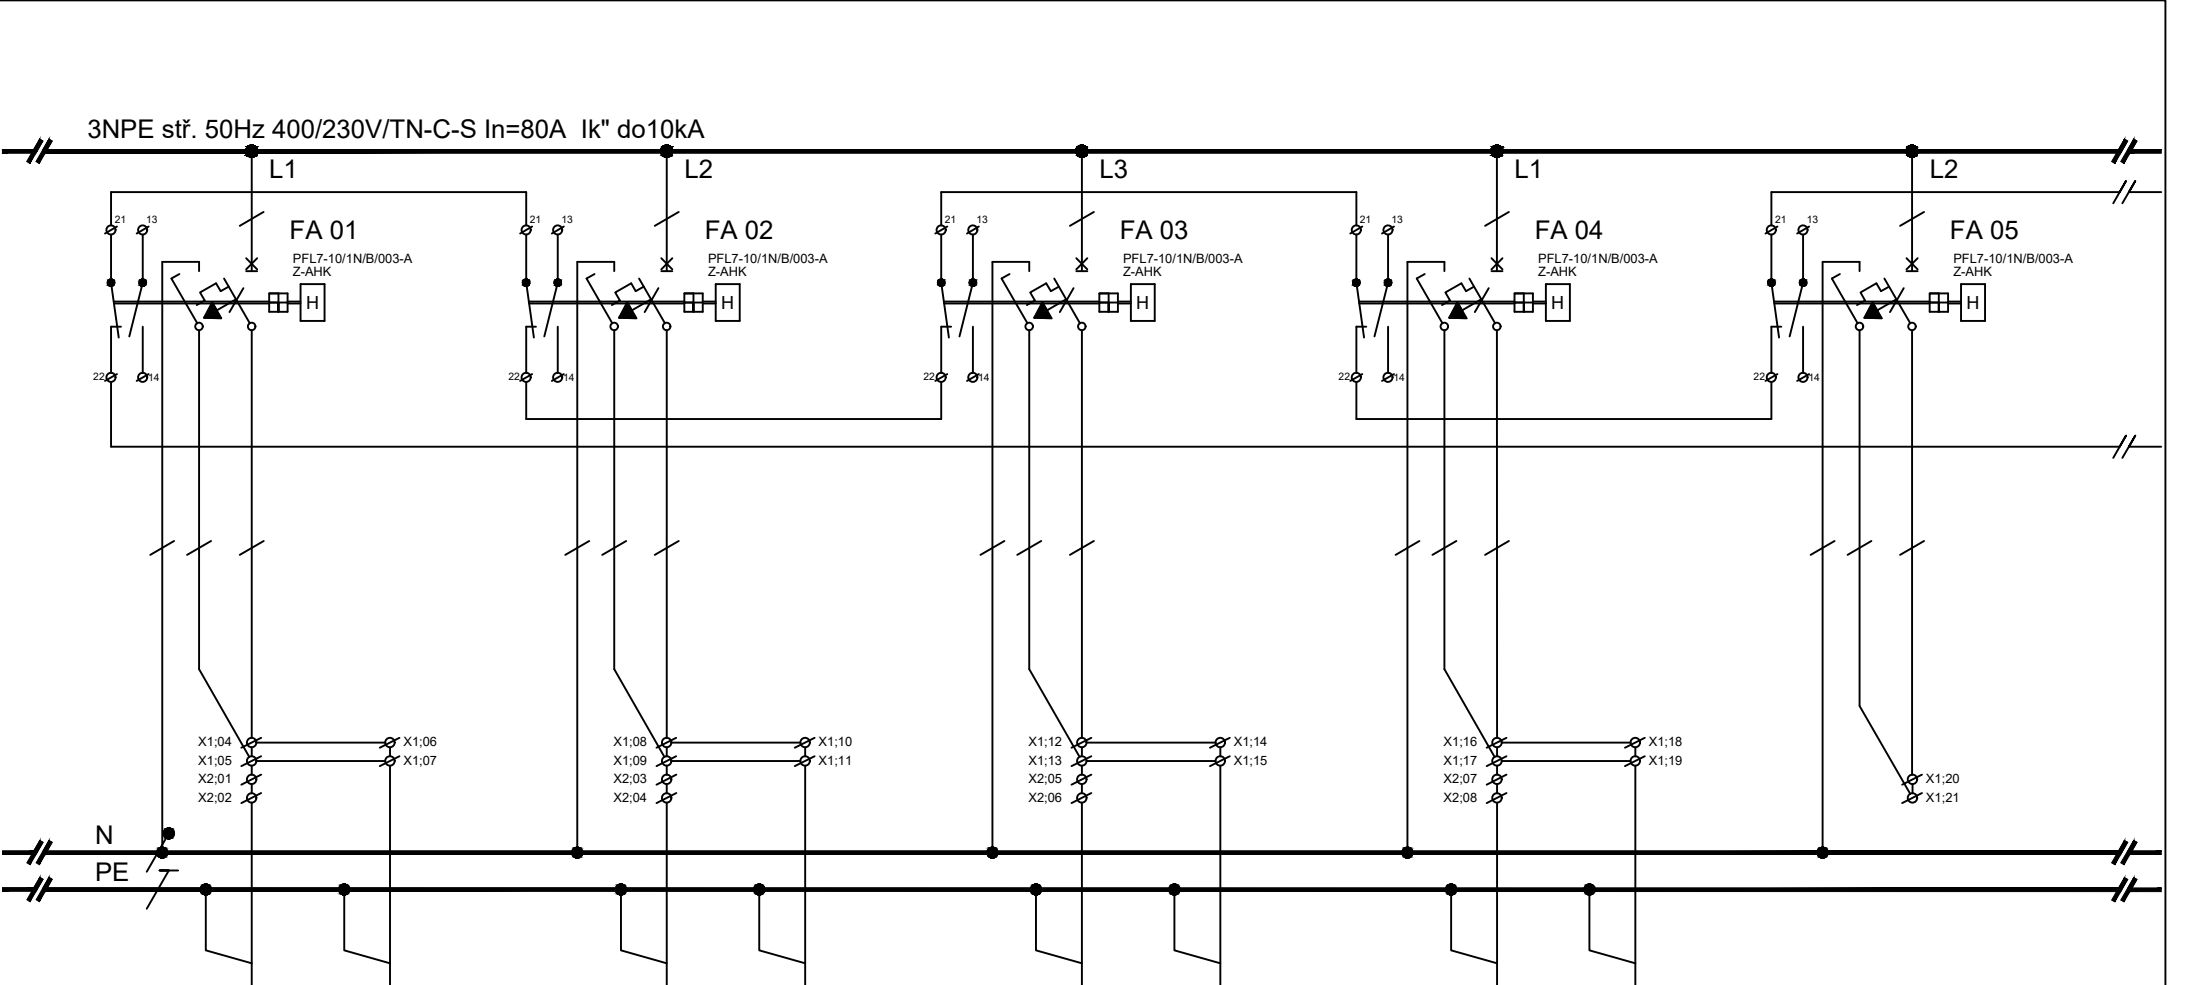 3NPE stř. 50Hz 400/230V/TN-C-S In=80A Ik" do10kA
L1 L2 L3 L1 L2
21 13 21 13 21 13 21 13 21 13
FA 01 FA 02 FA 03 FA 04 FA 05
PFL7-10/1N/B/003-A PFL7-10/1N/B/003-A PFL7-10/1N/B/003-A PFL7-10/1N/B/003-A PFL7-10/1N/B/003-A
Z-AHK Z-AHK Z-AHK Z-AHK Z-AHK
H H H H H
22 14 22 14 22 14 22 14 22 14
X1;04 X1;06 X1;08 X1;10 X1;12 X1;14 X1;16 X1;18
X1;05 X1;07 X1;09 X1;11 X1;13 X1;15 X1;17 X1;19
X2;01 X2;03 X2;05 X2;07 X1;20
X2;02 X2;04 X2;06 X2;08 X1;21
N
PE